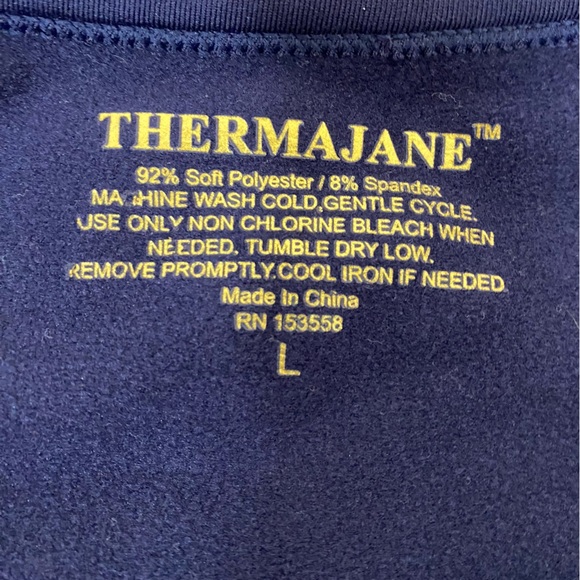 THERMAJANE™
92% Soft Polyester / 8% Spandex
MACHINE WASH COLD,GENTLE CYCLE.
USE ONLY NON CHLORINE BLEACH WHEN
NEEDED. TUMBLE DRY LOW.
REMOVE PROMPTLY.COOL IRON IF NEEDED
Made In China
RN 153558
L